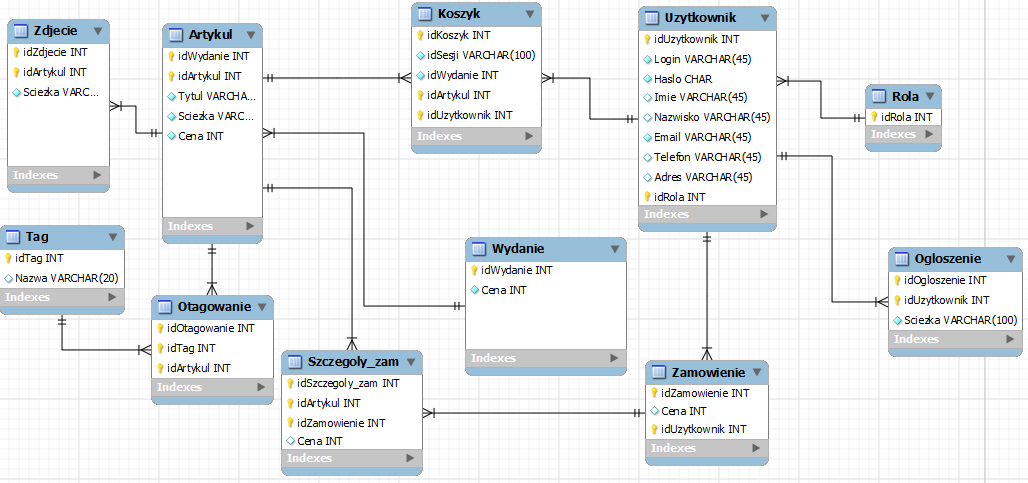 Zdjecie
idZdjecie INT
idArtykul INT
Sciezka VARC...
Indexes
Artykul
idWydanie INT
idArtykul INT
Tytul VARCHA...
Sciezka VARC...
Cena INT
Indexes
Koszyk
idKoszyk INT
idSesji VARCHAR(100)
idWydanie INT
idArtykul INT
idUzytkownik INT
Indexes
Uzytkownik
idUzytkownik INT
Login VARCHAR(45)
Haslo CHAR
Imie VARCHAR(45)
Nazwisko VARCHAR(45)
Email VARCHAR(45)
Telefon VARCHAR(45)
Adres VARCHAR(45)
idRola INT
Indexes
Rola
idRola INT
Indexes
Tag
idTag INT
Nazwa VARCHAR(20)
Indexes
Otagowanie
idOtagowanie INT
idTag INT
idArtykul INT
Indexes
Wydanie
idWydanie INT
Cena INT
Indexes
Ogloszenie
idOgloszenie INT
idUzytkownik INT
Sciezka VARCHAR(100)
Indexes
Szczegoly_zam
idSzczegoly_zam INT
idArtykul INT
idZamowienie INT
Cena INT
Indexes
Zamowienie
idZamowienie INT
Cena INT
idUzytkownik INT
Indexes